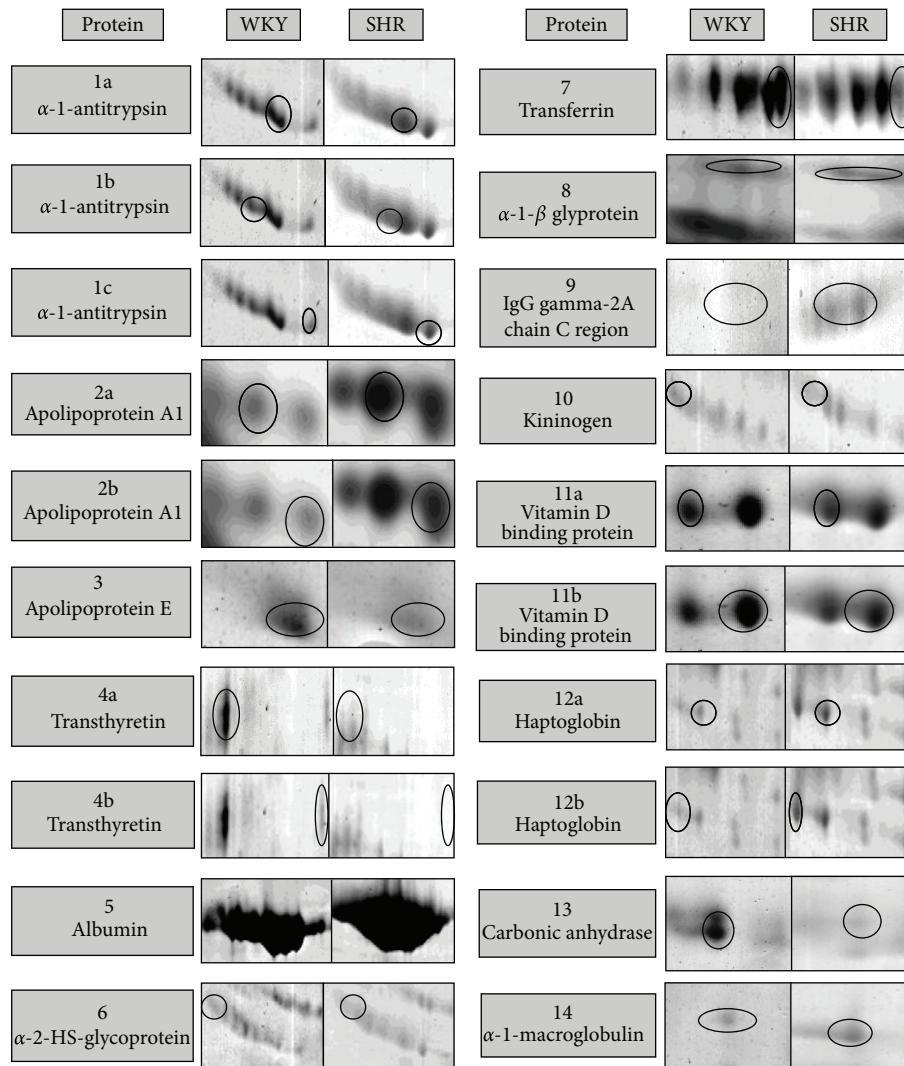 Protein
WKY
SHR
1a
α-1-antitrypsin
1b
α-1-antitrypsin
1c
α-1-antitrypsin
2a
Apolipoprotein A1
2b
Apolipoprotein A1
3
Apolipoprotein E
4a
Transthyretin
4b
Transthyretin
5
Albumin
6
α-2-HS-glycoprotein
Protein
WKY
SHR
7
Transferrin
8
α-1-β glyprotein
9
IgG gamma-2A
chain C region
10
Kininogen
11a
Vitamin D
binding protein
11b
Vitamin D
binding protein
12a
Haptoglobin
12b
Haptoglobin
13
Carbonic anhydrase
14
α-1-macroglobulin